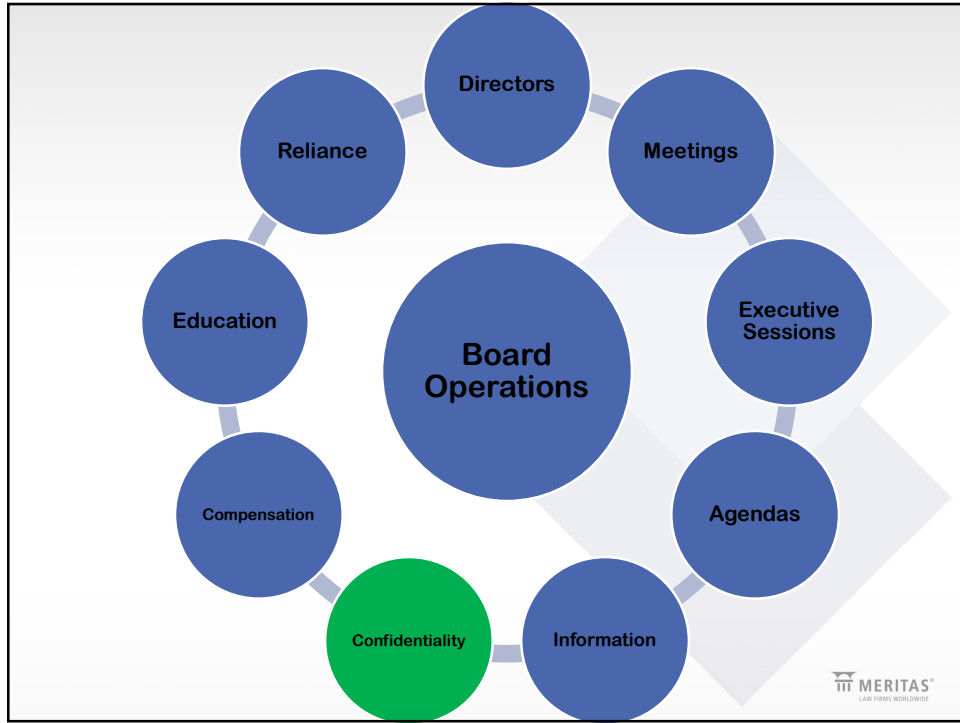 Directors
Reliance
Meetings
Education
Board
Operations
Executive
Sessions
Compensation
Agendas
Confidentiality
Information
MERITAS®
LAW FIRMS WORLDWIDE